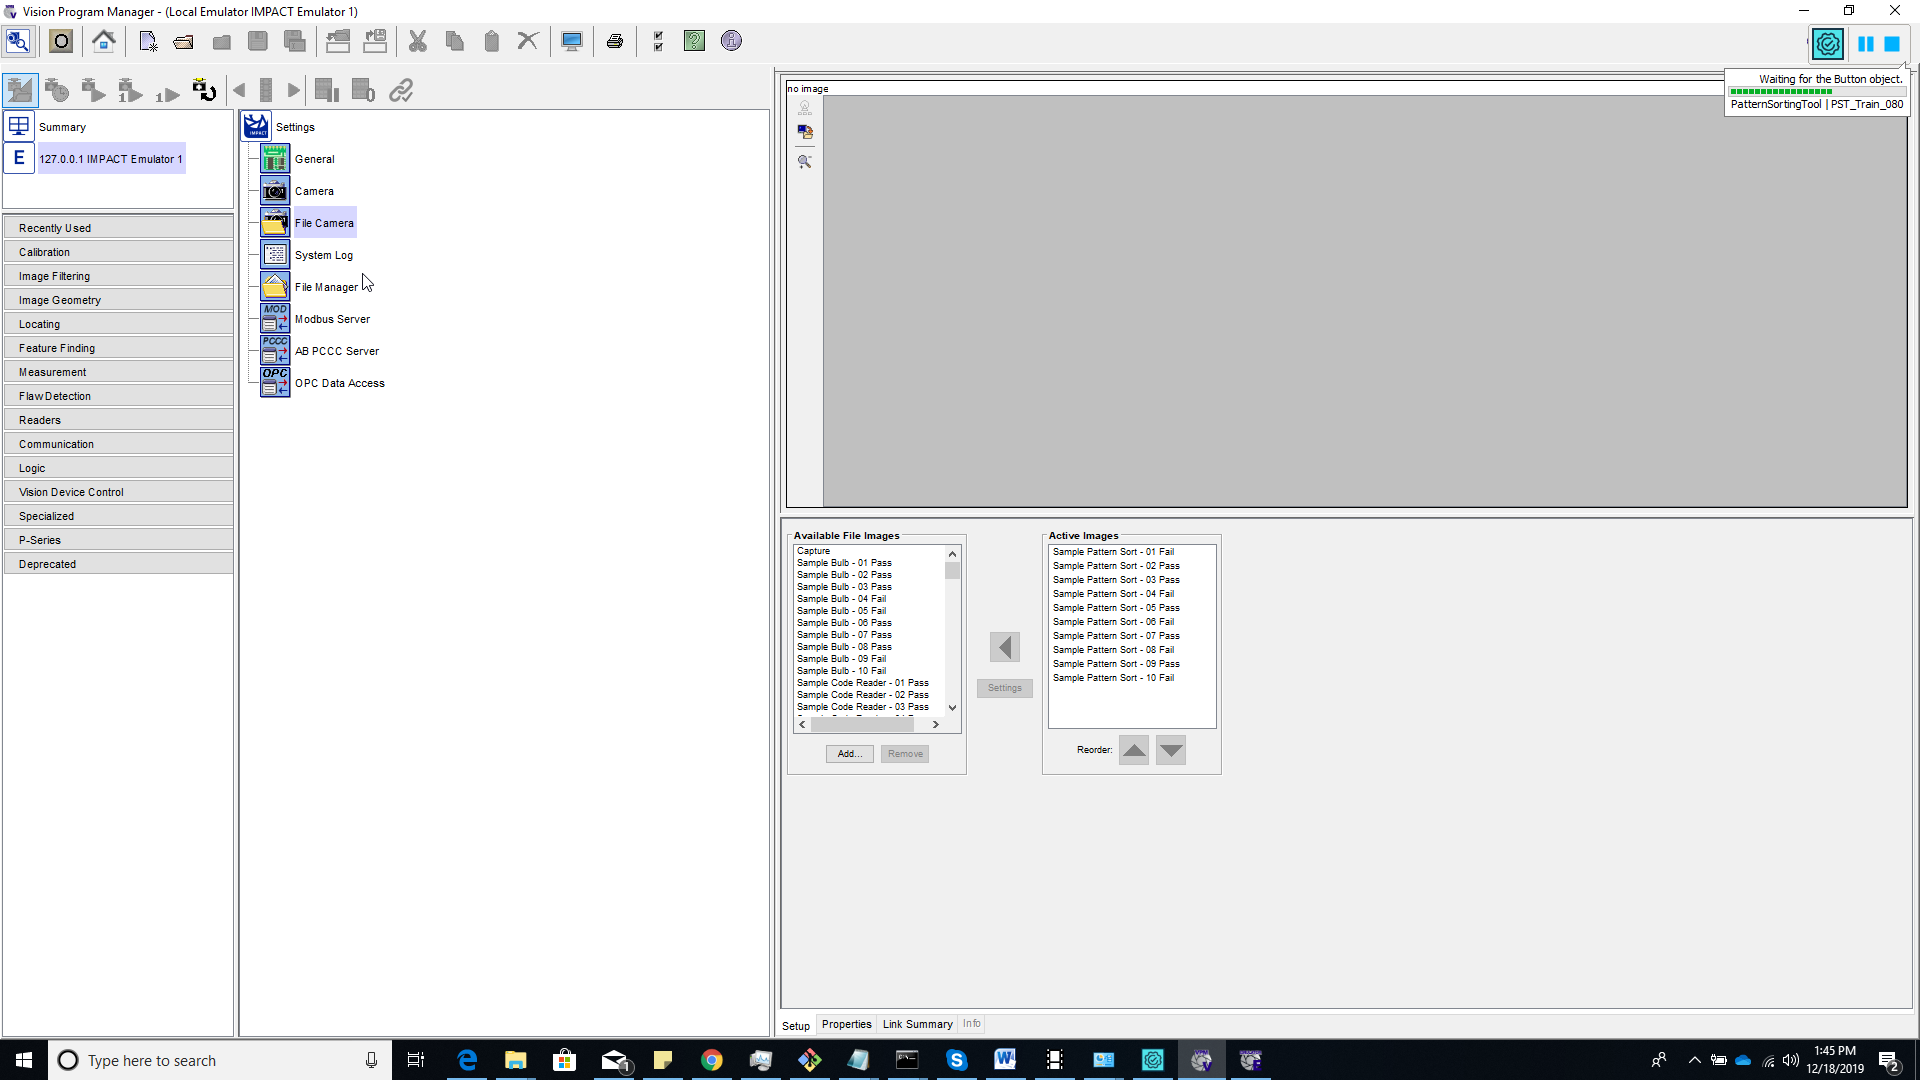 Vision Program Manager - (Local Emulator IMPACT Emulator 1)
O
?
i
Waiting for the Button object.
PatternSortingTool | PST_Train_080
1
1
no image
Summary
E
127.0.0.1 IMPACT Emulator 1
Recently Used
Calibration
Image Filtering
Image Geometry
Locating
Feature Finding
Measurement
Flaw Detection
Readers
Communication
Logic
Vision Device Control
Specialized
P-Series
Deprecated
IMPACT
Settings
General
Camera
File Camera
System Log
File Manager
MOD
Modbus Server
PCCC
AB PCCC Server
OPC
OPC Data Access
Available File Images
Capture
Sample Bulb - 01 Pass
Sample Bulb - 02 Pass
Sample Bulb - 03 Pass
Sample Bulb - 04 Fail
Sample Bulb - 05 Fail
Sample Bulb - 06 Pass
Sample Bulb - 07 Pass
Sample Bulb - 08 Pass
Sample Bulb - 09 Fail
Sample Bulb - 10 Fail
Sample Code Reader - 01 Pass
Sample Code Reader - 02 Pass
Sample Code Reader - 03 Pass
Add...
Remove
Settings
Active Images
Sample Pattern Sort - 01 Fail
Sample Pattern Sort - 02 Pass
Sample Pattern Sort - 03 Pass
Sample Pattern Sort - 04 Fail
Sample Pattern Sort - 05 Pass
Sample Pattern Sort - 06 Fail
Sample Pattern Sort - 07 Pass
Sample Pattern Sort - 08 Fail
Sample Pattern Sort - 09 Pass
Sample Pattern Sort - 10 Fail
Reorder:
Setup
Properties
Link Summary
Info
Type here to search
1
1:45 PM
12/18/2019
2